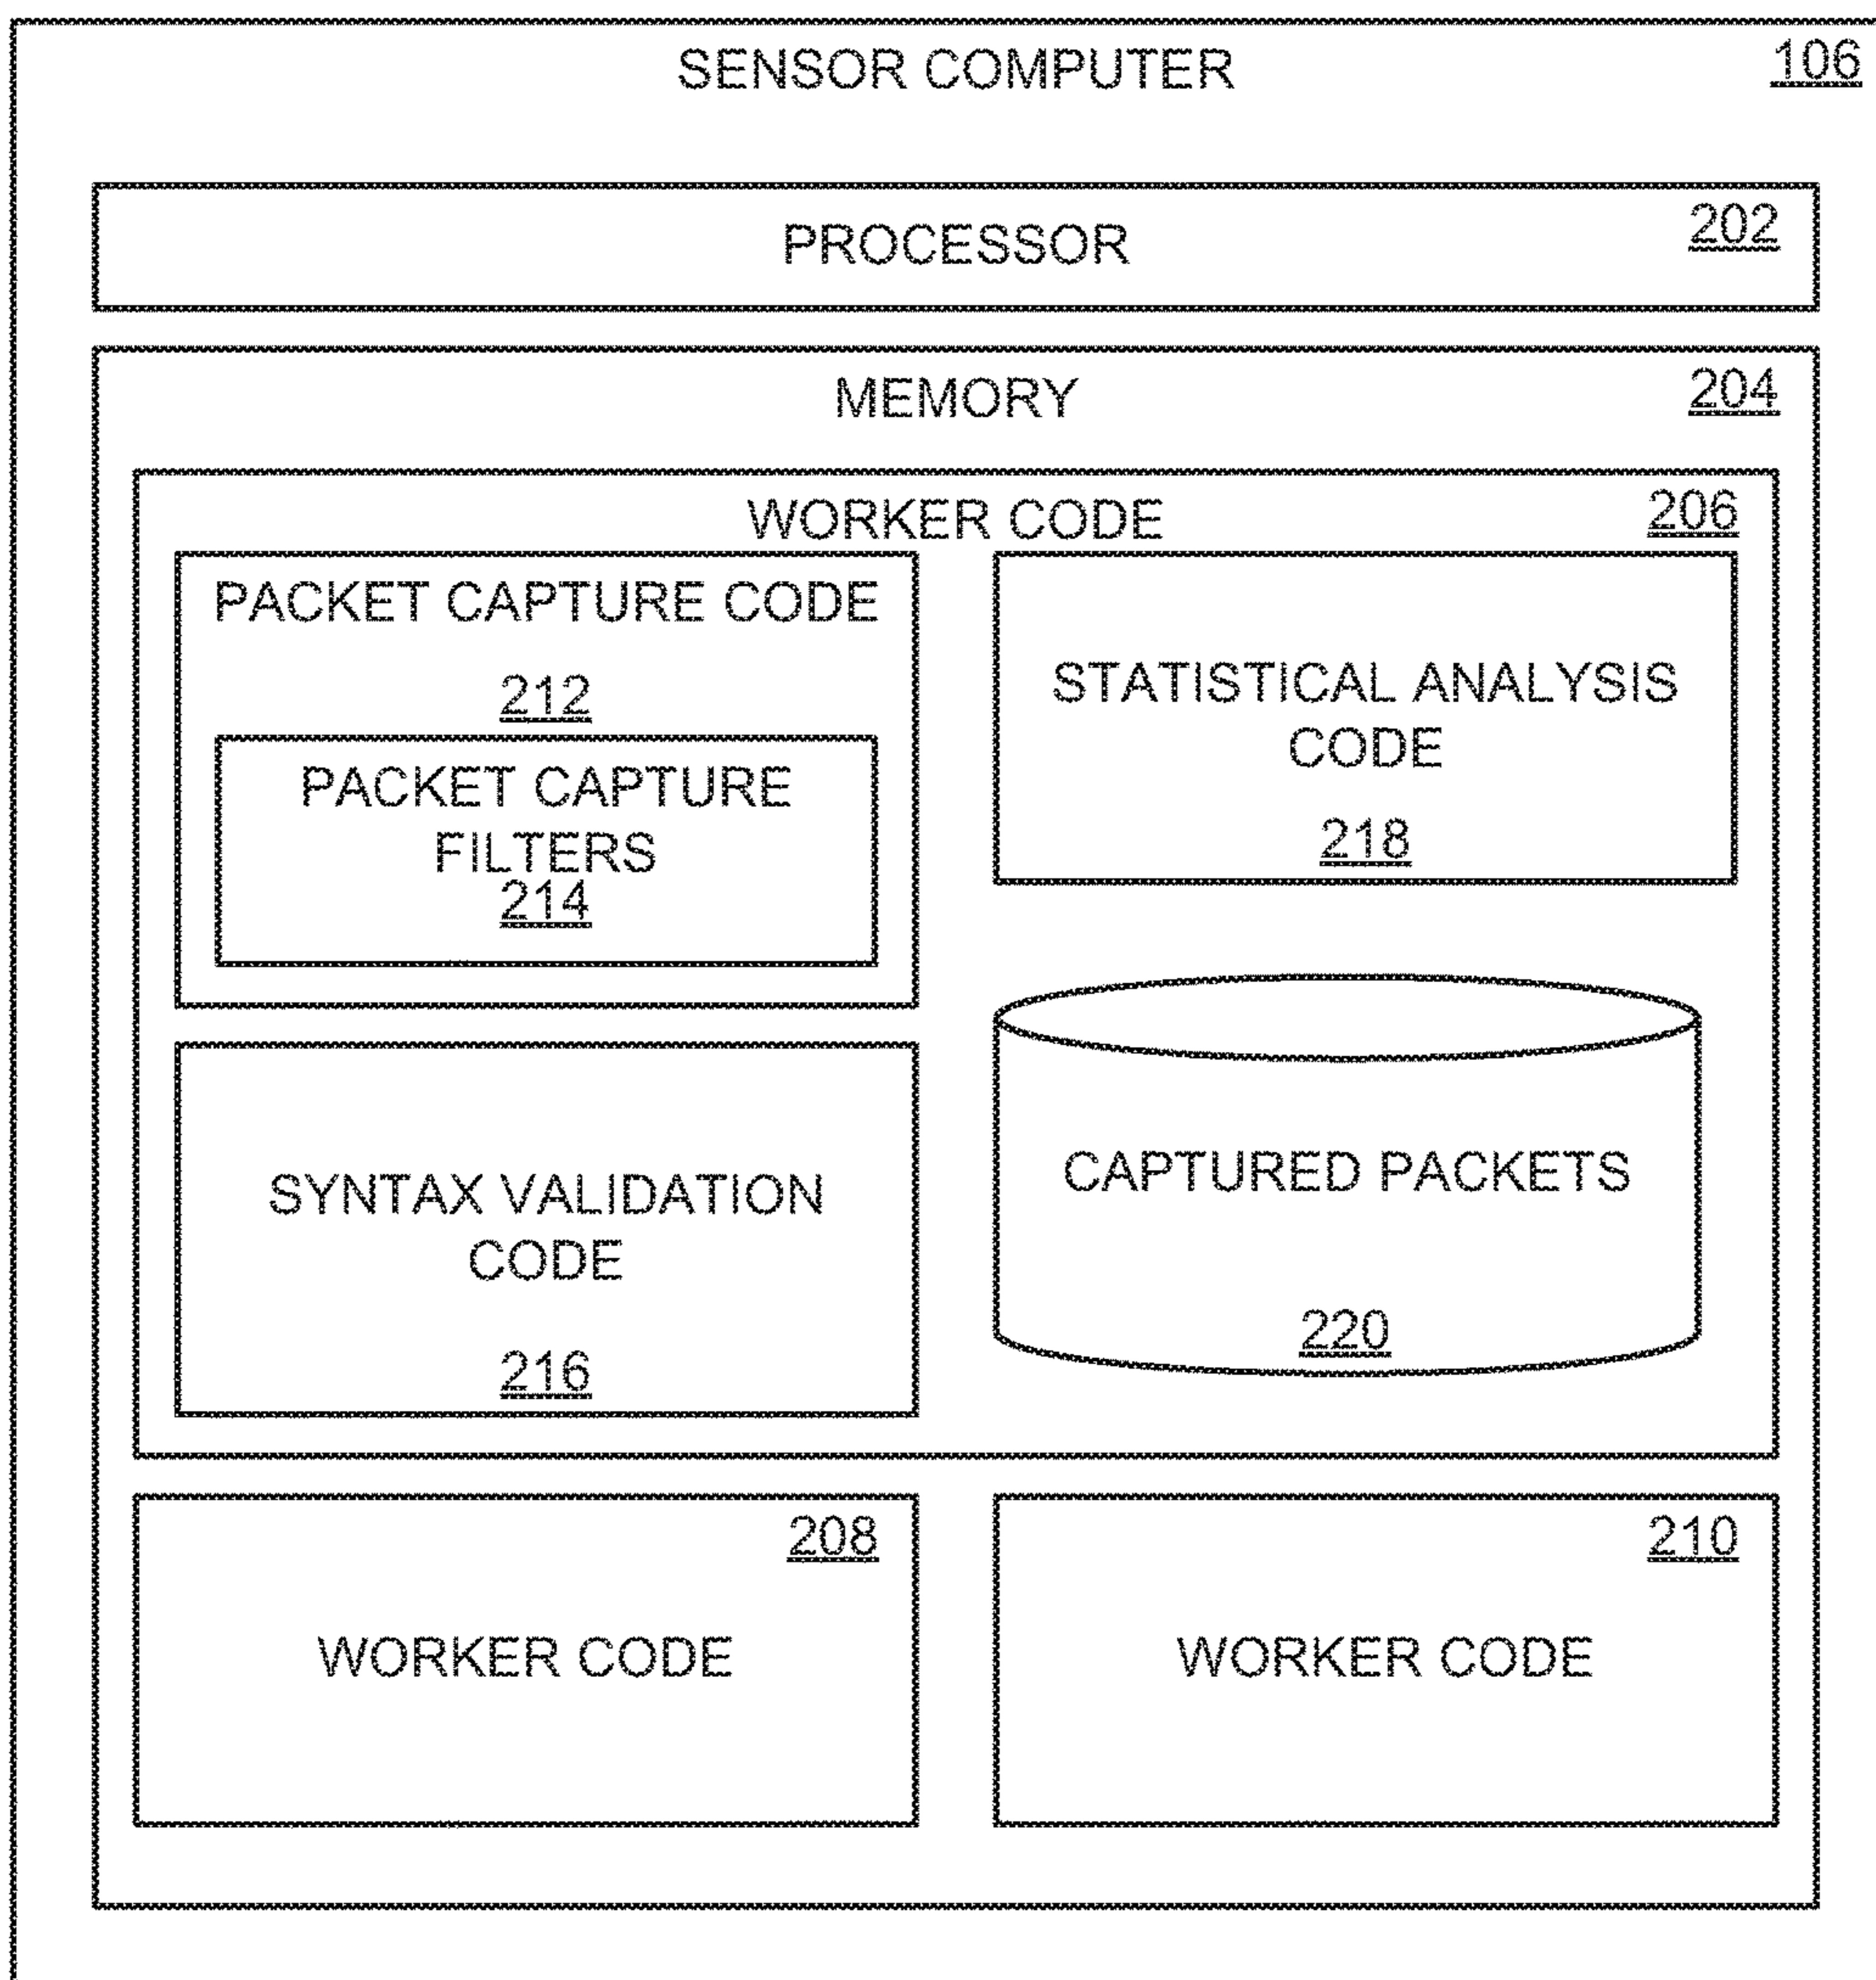 SENSOR COMPUTER
106
PROCESSOR
202
MEMORY
204
WORKER CODE
206
PACKET CAPTURE CODE
212
PACKET CAPTURE
FILTERS
214
STATISTICAL ANALYSIS
CODE
218
SYNTAX VALIDATION
CODE
216
CAPTURED PACKETS
220
208
WORKER CODE
210
WORKER CODE